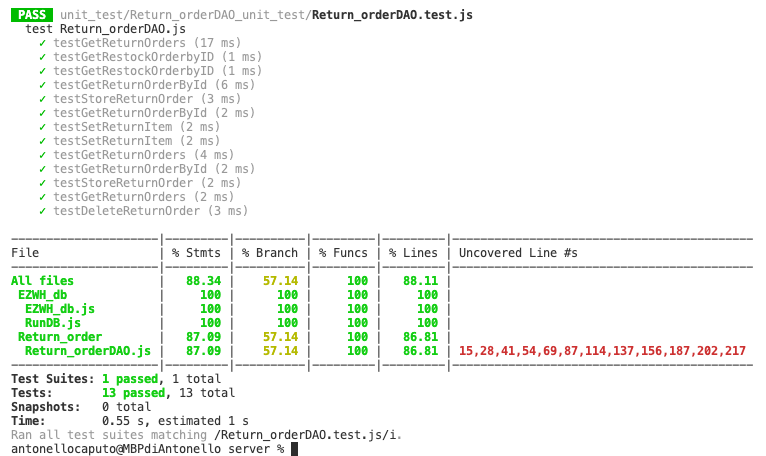 PASS unit_test/Return_orderDAO_unit_test/Return_orderDAO.test.js
test Return_orderDAO.js
✓ testGetReturnOrders (17 ms)
✓ testGetRestockOrderbyID (1 ms)
✓ testGetRestockOrderbyID (1 ms)
✓ testGetReturnOrderById (6 ms)
✓ testStoreReturnOrder (3 ms)
✓ testGetReturnOrderById (2 ms)
✓ testSetReturnItem (2 ms)
✓ testSetReturnItem (2 ms)
✓ testGetReturnOrders (4 ms)
✓ testGetReturnOrderById (2 ms)
✓ testStoreReturnOrder (2 ms)
✓ testGetReturnOrders (2 ms)
✓ testDeleteReturnOrder (3 ms)
File | % Stmts | % Branch | % Funcs | % Lines | Uncovered Line #s
All files | 88.34 | 57.14 | 100 | 88.11 |
EZWH_db | 100 | 100 | 100 | 100 |
EZWH_db.js | 100 | 100 | 100 | 100 |
RunDB.js | 100 | 100 | 100 | 100 |
Return_order | 87.09 | 57.14 | 100 | 86.81 |
Return_orderDAO.js | 87.09 | 57.14 | 100 | 86.81 | 15,28,41,54,69,87,114,137,156,187,202,217
Test Suites: 1 passed, 1 total
Tests: 13 passed, 13 total
Snapshots: 0 total
Time: 0.55 s, estimated 1 s
Ran all test suites matching /Return_orderDAO.test.js/i.
antonellocaputo@MBPdiAntonello server %